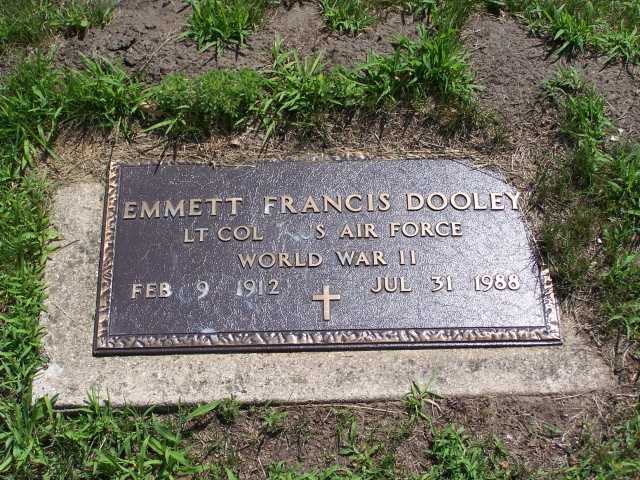 EMMETT FRANCIS DOOLEY
LT COL S AIR FORCE
WORLD WAR II
FEB 9 1912 JUL 31 1988